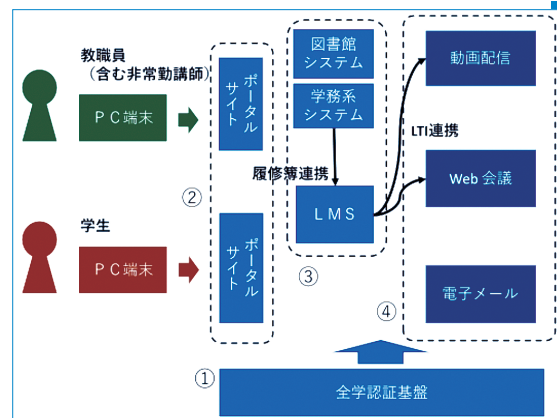 教職員
（含む非常勤講師）
ＰＣ端末
ポータル
サイト
図書館
システム
学務系
システム
動画配信
LTI連携
履修簿連携
②
ＬＭＳ
Web 会議
学生
ＰＣ端末
ポータル
サイト
③
④
電子メール
①
全学認証基盤